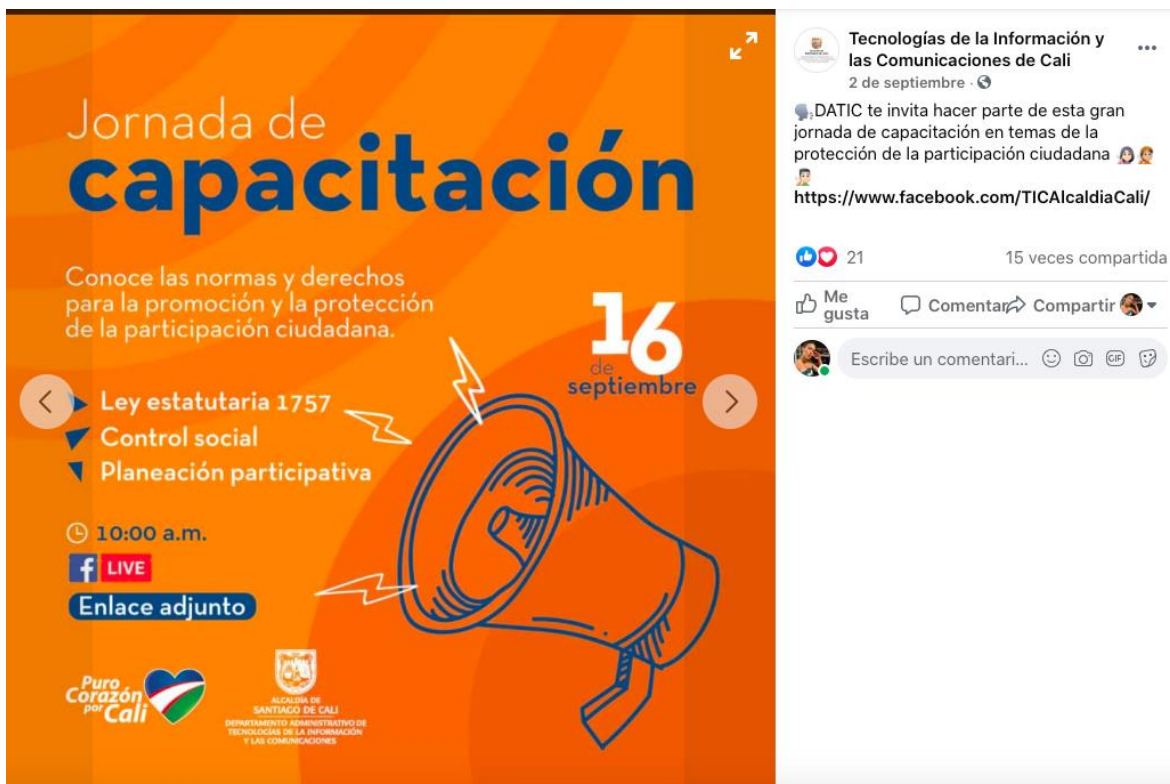 Jornada de
capacitación
Conoce las normas y derechos
para la promoción y la protección
de la participación ciudadana.
16
de
septiembre
Ley estatutaria 1757
Control social
Planeación participativa
10:00 a.m.
f LIVE
Enlace adjunto
Puro
Corazón
por Cali
ALCALDÍA DE
SANTIAGO DE CALI
DEPARTAMENTO ADMINISTRATIVO DE
TECNOLOGÍAS DE LA INFORMACIÓN
Y LAS COMUNICACIONES
Tecnologías de la Información y
las Comunicaciones de Cali
2 de septiembre ·
DATIC te invita hacer parte de esta gran
jornada de capacitación en temas de la
protección de la participación ciudadana
https://www.facebook.com/TICAlcaldiaCali/
21
15 veces compartida
Me
gusta
Comentar
Compartir
Escribe un comentari...
GIF